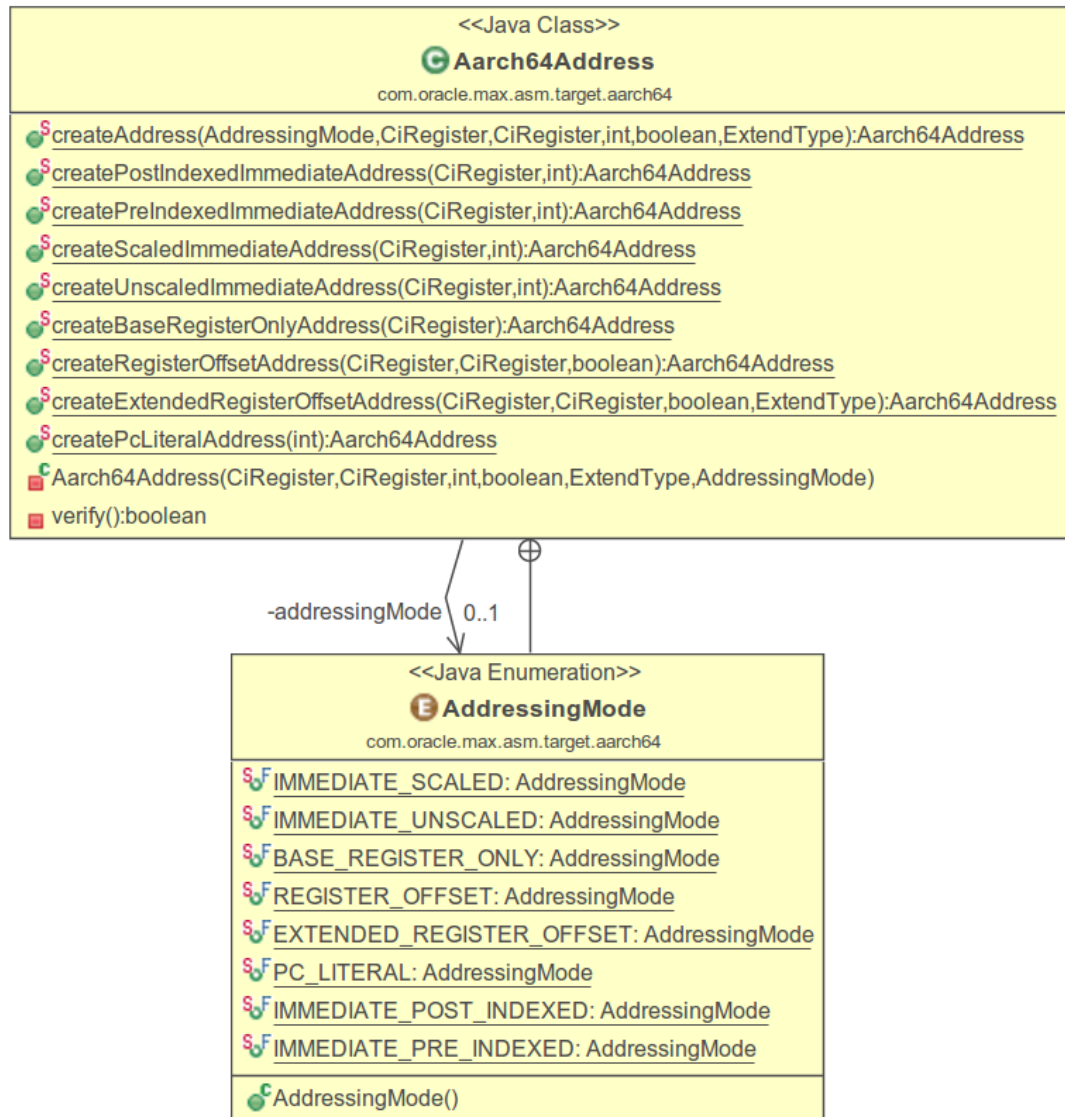 <<Java Class>>
Aarch64Address
com.oracle.max.asm.target.aarch64
createAddress(AddressingMode,CiRegister,CiRegister,int,boolean,ExtendType):Aarch64Address
createPostIndexedImmediateAddress(CiRegister,int):Aarch64Address
createPreIndexedImmediateAddress(CiRegister,int):Aarch64Address
createScaledImmediateAddress(CiRegister,int):Aarch64Address
createUnscaledImmediateAddress(CiRegister,int):Aarch64Address
createBaseRegisterOnlyAddress(CiRegister):Aarch64Address
createRegisterOffsetAddress(CiRegister,CiRegister,boolean):Aarch64Address
createExtendedRegisterOffsetAddress(CiRegister,CiRegister,boolean,ExtendType):Aarch64Address
createPcLiteralAddress(int):Aarch64Address
Aarch64Address(CiRegister,CiRegister,int,boolean,ExtendType,AddressingMode)
verify():boolean
-addressingMode 0..1
<<Java Enumeration>>
AddressingMode
com.oracle.max.asm.target.aarch64
IMMEDIATE_SCALED: AddressingMode
IMMEDIATE_UNSCALED: AddressingMode
BASE_REGISTER_ONLY: AddressingMode
REGISTER_OFFSET: AddressingMode
EXTENDED_REGISTER_OFFSET: AddressingMode
PC_LITERAL: AddressingMode
IMMEDIATE_POST_INDEXED: AddressingMode
IMMEDIATE_PRE_INDEXED: AddressingMode
AddressingMode()